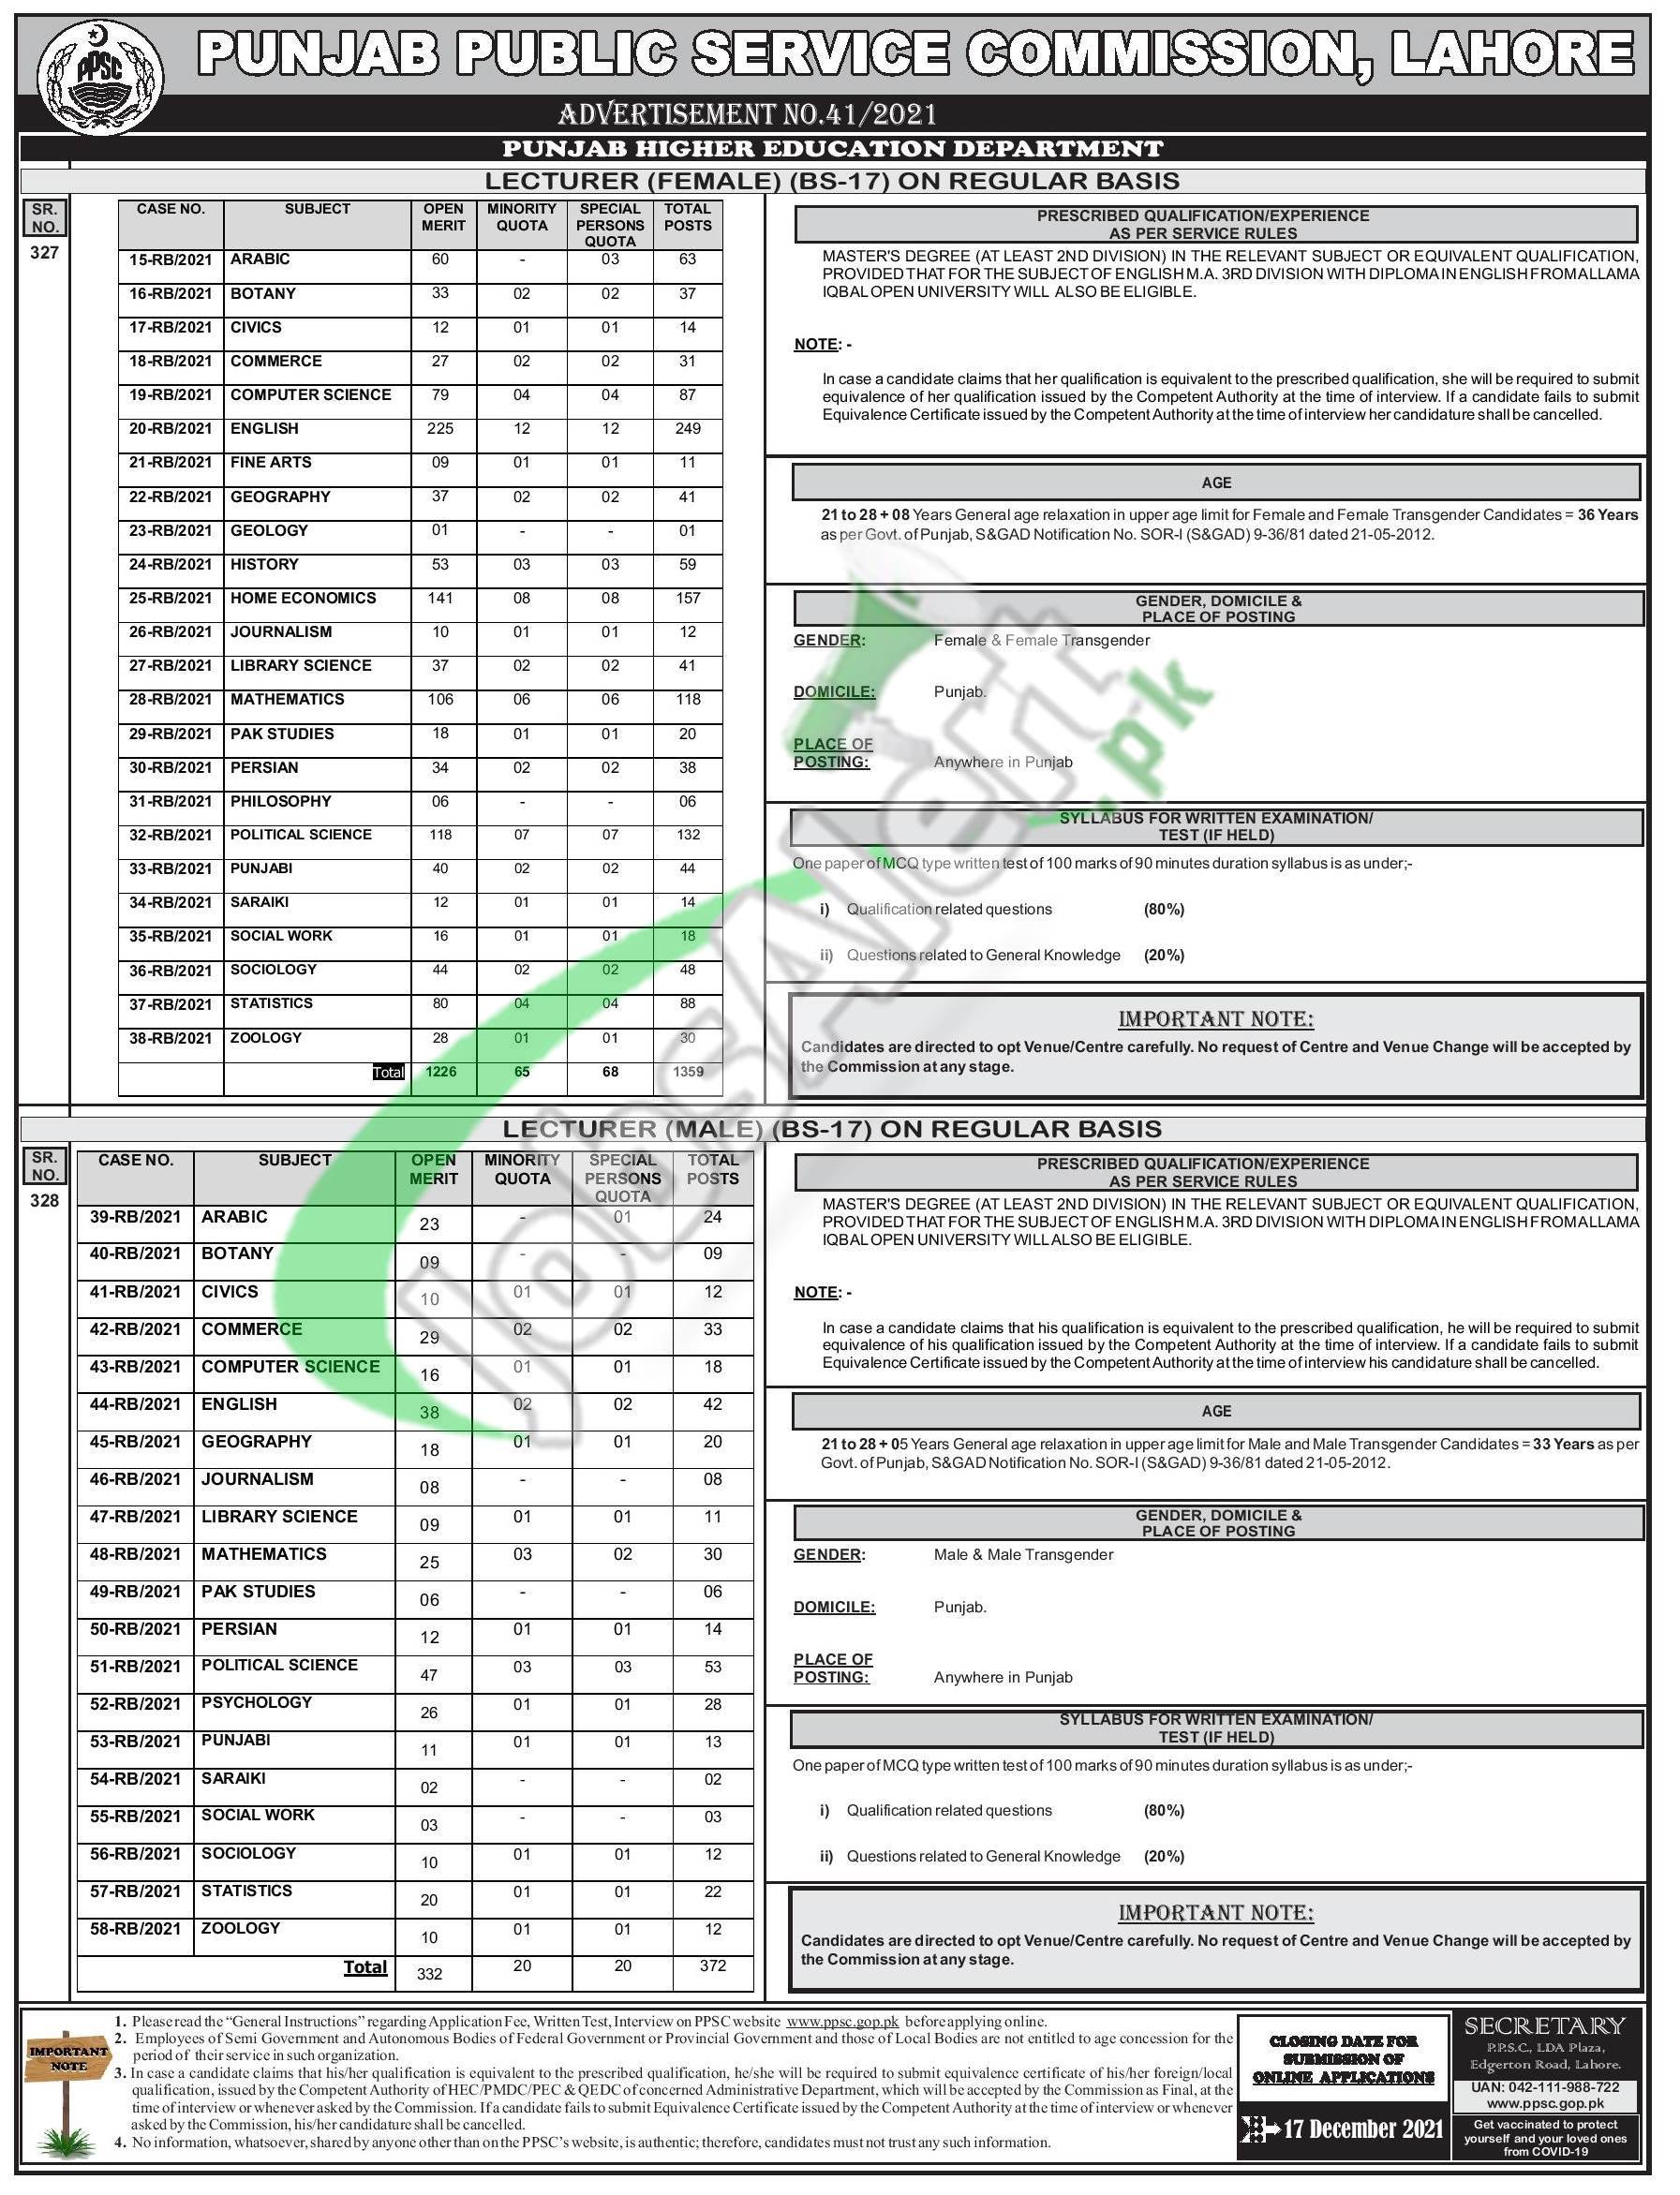 PPSC
PUNJAB PUBLIC SERVICE COMMISSION, LAHORE
ADVERTISEMENT NO.41/2021
PUNJAB HIGHER EDUCATION DEPARTMENT
LECTURER (FEMALE) (BS-17) ON REGULAR BASIS
SR. NO.
327
CASE NO. SUBJECT OPEN MERIT MINORITY QUOTA SPECIAL PERSONS QUOTA TOTAL POSTS
15-RB/2021 ARABIC 60 - 03 63
16-RB/2021 BOTANY 33 02 02 37
17-RB/2021 CIVICS 12 01 01 14
18-RB/2021 COMMERCE 27 02 02 31
19-RB/2021 COMPUTER SCIENCE 79 04 04 87
20-RB/2021 ENGLISH 225 12 12 249
21-RB/2021 FINE ARTS 09 01 01 11
22-RB/2021 GEOGRAPHY 37 02 02 41
23-RB/2021 GEOLOGY 01 - - 01
24-RB/2021 HISTORY 53 03 03 59
25-RB/2021 HOME ECONOMICS 141 08 08 157
26-RB/2021 JOURNALISM 10 01 01 12
27-RB/2021 LIBRARY SCIENCE 37 02 02 41
28-RB/2021 MATHEMATICS 106 06 06 118
29-RB/2021 PAK STUDIES 18 01 01 20
30-RB/2021 PERSIAN 34 02 02 38
31-RB/2021 PHILOSOPHY 06 - - 06
32-RB/2021 POLITICAL SCIENCE 118 07 07 132
33-RB/2021 PUNJABI 40 02 02 44
34-RB/2021 SARAIKI 12 01 01 14
35-RB/2021 SOCIAL WORK 16 01 01 18
36-RB/2021 SOCIOLOGY 44 02 02 48
37-RB/2021 STATISTICS 80 04 04 88
38-RB/2021 ZOOLOGY 28 01 01 30
Total 1226 65 68 1359
PRESCRIBED QUALIFICATION/EXPERIENCE
AS PER SERVICE RULES
MASTER'S DEGREE (AT LEAST 2ND DIVISION) IN THE RELEVANT SUBJECT OR EQUIVALENT QUALIFICATION,
PROVIDED THAT FOR THE SUBJECT OF ENGLISH M.A. 3RD DIVISION WITH DIPLOMA IN ENGLISH FROM ALLAMA
IQBAL OPEN UNIVERSITY WILL ALSO BE ELIGIBLE.
NOTE: -
In case a candidate claims that her qualification is equivalent to the prescribed qualification, she will be required to submit
equivalence of her qualification issued by the Competent Authority at the time of interview. If a candidate fails to submit
Equivalence Certificate issued by the Competent Authority at the time of interview her candidature shall be cancelled.
AGE
21 to 28 + 08 Years General age relaxation in upper age limit for Female and Female Transgender Candidates = 36 Years
as per Govt. of Punjab, S&GAD Notification No. SOR-I (S&GAD) 9-36/81 dated 21-05-2012.
GENDER, DOMICILE &
PLACE OF POSTING
GENDER: Female & Female Transgender
DOMICILE: Punjab.
PLACE OF
POSTING: Anywhere in Punjab
SYLLABUS FOR WRITTEN EXAMINATION/
TEST (IF HELD)
One paper of MCQ type written test of 100 marks of 90 minutes duration syllabus is as under;-
i) Qualification related questions (80%)
ii) Questions related to General Knowledge (20%)
IMPORTANT NOTE:
Candidates are directed to opt Venue/Centre carefully. No request of Centre and Venue Change will be accepted by
the Commission at any stage.
JobsAlert.pk
LECTURER (MALE) (BS-17) ON REGULAR BASIS
SR. NO.
328
CASE NO. SUBJECT OPEN MERIT MINORITY QUOTA SPECIAL PERSONS QUOTA TOTAL POSTS
39-RB/2021 ARABIC 23 - 01 24
40-RB/2021 BOTANY 09 - - 09
41-RB/2021 CIVICS 10 01 01 12
42-RB/2021 COMMERCE 29 02 02 33
43-RB/2021 COMPUTER SCIENCE 16 01 01 18
44-RB/2021 ENGLISH 38 02 02 42
45-RB/2021 GEOGRAPHY 18 01 01 20
46-RB/2021 JOURNALISM 08 - - 08
47-RB/2021 LIBRARY SCIENCE 09 01 01 11
48-RB/2021 MATHEMATICS 25 03 02 30
49-RB/2021 PAK STUDIES 06 - - 06
50-RB/2021 PERSIAN 12 01 01 14
51-RB/2021 POLITICAL SCIENCE 47 03 03 53
52-RB/2021 PSYCHOLOGY 26 01 01 28
53-RB/2021 PUNJABI 11 01 01 13
54-RB/2021 SARAIKI 02 - - 02
55-RB/2021 SOCIAL WORK 03 - - 03
56-RB/2021 SOCIOLOGY 10 01 01 12
57-RB/2021 STATISTICS 20 01 01 22
58-RB/2021 ZOOLOGY 10 01 01 12
Total 332 20 20 372
PRESCRIBED QUALIFICATION/EXPERIENCE
AS PER SERVICE RULES
MASTER'S DEGREE (AT LEAST 2ND DIVISION) IN THE RELEVANT SUBJECT OR EQUIVALENT QUALIFICATION,
PROVIDED THAT FOR THE SUBJECT OF ENGLISH M.A. 3RD DIVISION WITH DIPLOMA IN ENGLISH FROM ALLAMA
IQBAL OPEN UNIVERSITY WILL ALSO BE ELIGIBLE.
NOTE: -
In case a candidate claims that his qualification is equivalent to the prescribed qualification, he will be required to submit
equivalence of his qualification issued by the Competent Authority at the time of interview. If a candidate fails to submit
Equivalence Certificate issued by the Competent Authority at the time of interview his candidature shall be cancelled.
AGE
21 to 28 + 05 Years General age relaxation in upper age limit for Male and Male Transgender Candidates = 33 Years as per
Govt. of Punjab, S&GAD Notification No. SOR-I (S&GAD) 9-36/81 dated 21-05-2012.
GENDER, DOMICILE &
PLACE OF POSTING
GENDER: Male & Male Transgender
DOMICILE: Punjab.
PLACE OF
POSTING: Anywhere in Punjab
SYLLABUS FOR WRITTEN EXAMINATION/
TEST (IF HELD)
One paper of MCQ type written test of 100 marks of 90 minutes duration syllabus is as under;-
i) Qualification related questions (80%)
ii) Questions related to General Knowledge (20%)
IMPORTANT NOTE:
Candidates are directed to opt Venue/Centre carefully. No request of Centre and Venue Change will be accepted by
the Commission at any stage.
IMPORTANT
NOTE
1. Please read the “General Instructions” regarding Application Fee, Written Test, Interview on PPSC website www.ppsc.gop.pk before applying online.
2. Employees of Semi Government and Autonomous Bodies of Federal Government or Provincial Government and those of Local Bodies are not entitled to age concession for the
period of their service in such organization.
3. In case a candidate claims that his/her qualification is equivalent to the prescribed qualification, he/she will be required to submit equivalence certificate of his/her foreign/local
qualification, issued by the Competent Authority of HEC/PMDC/PEC & QEDC of concerned Administrative Department, which will be accepted by the Commission as Final, at the
time of interview or whenever asked by the Commission. If a candidate fails to submit Equivalence Certificate issued by the Competent Authority at the time of interview or whenever
asked by the Commission, his/her candidature shall be cancelled.
4. No information, whatsoever, shared by anyone other than on the PPSC’s website, is authentic; therefore, candidates must not trust any such information.
CLOSING DATE FOR
SUBMISSION OF
ONLINE APPLICATIONS
17 December 2021
SECRETARY
P.P.S.C., LDA Plaza,
Edgerton Road, Lahore.
UAN: 042-111-988-722
www.ppsc.gop.pk
Get vaccinated to protect
yourself and your loved ones
from COVID-19